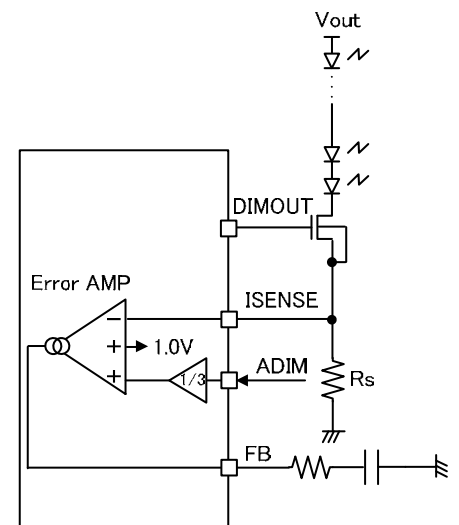 Vout
DIMOUT
Error AMP
ISENSE
−
+
1.0V
+
1/3
ADIM
Rs
FB